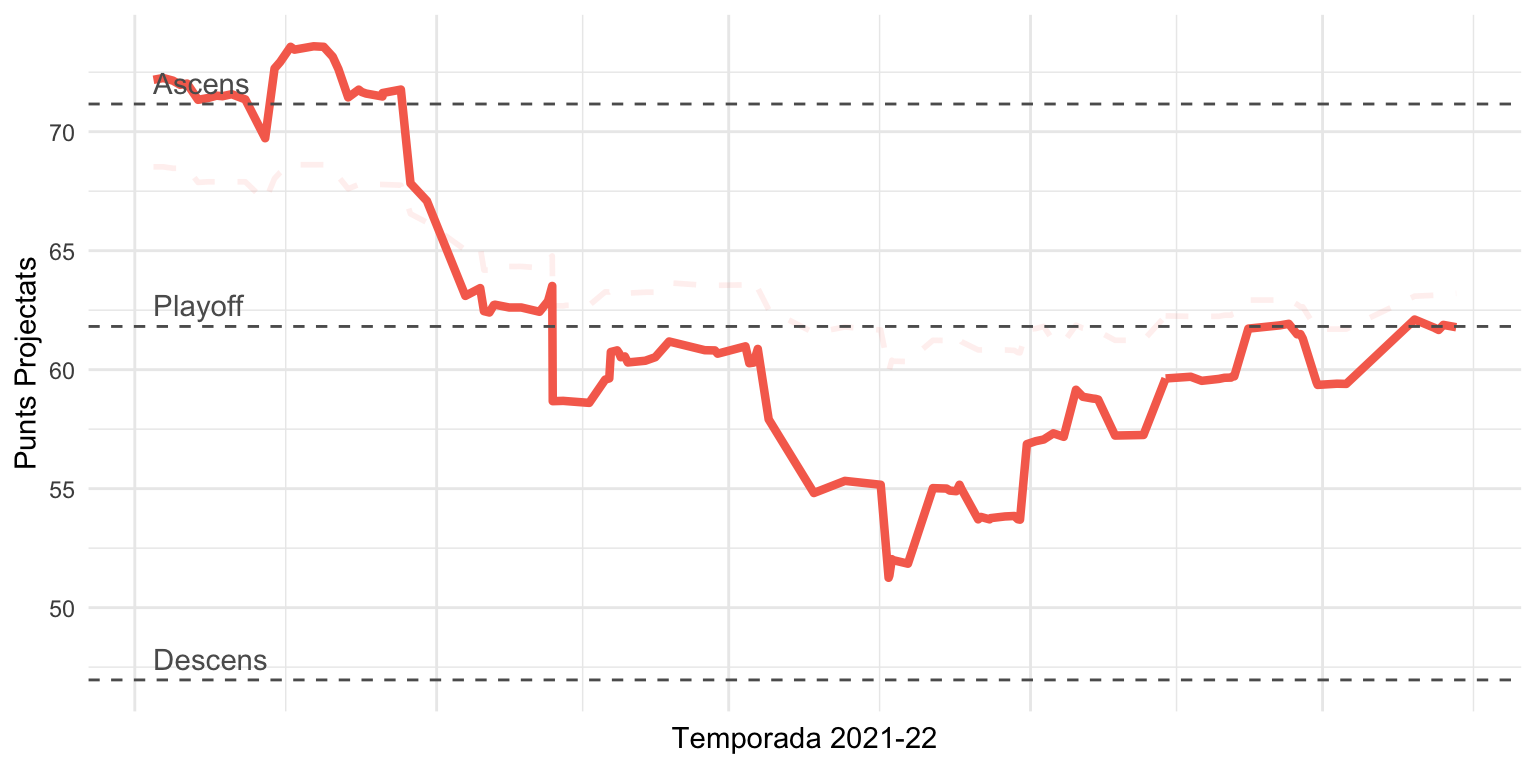 Ascens
70
65
Playoff
60
55
50
Descens
Punts Projectats
Temporada 2021-22